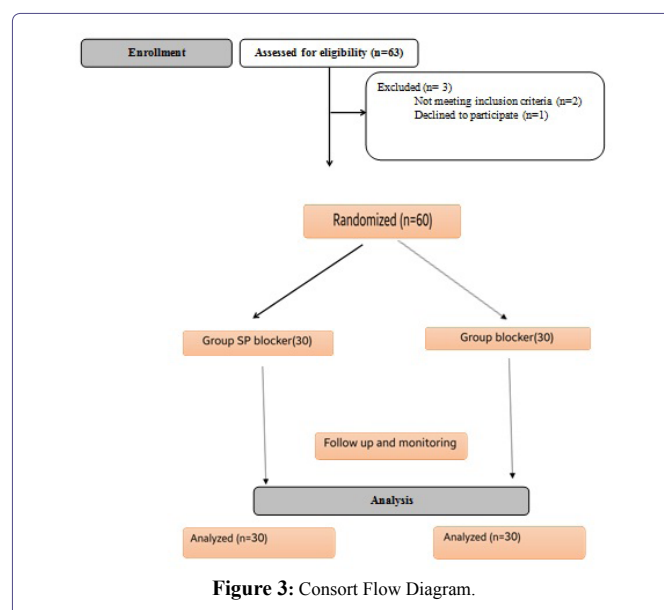 Enrollment
Assessed for eligibility (n=63)
Excluded (n= 3)
Not meeting inclusion criteria (n=2)
Declined to participate (n=1)
Randomized (n=60)
Group SP blocker(30)
Group blocker(30)
Follow up and monitoring
Analysis
Analyzed (n=30)
Analyzed (n=30)
Figure 3: Consort Flow Diagram.